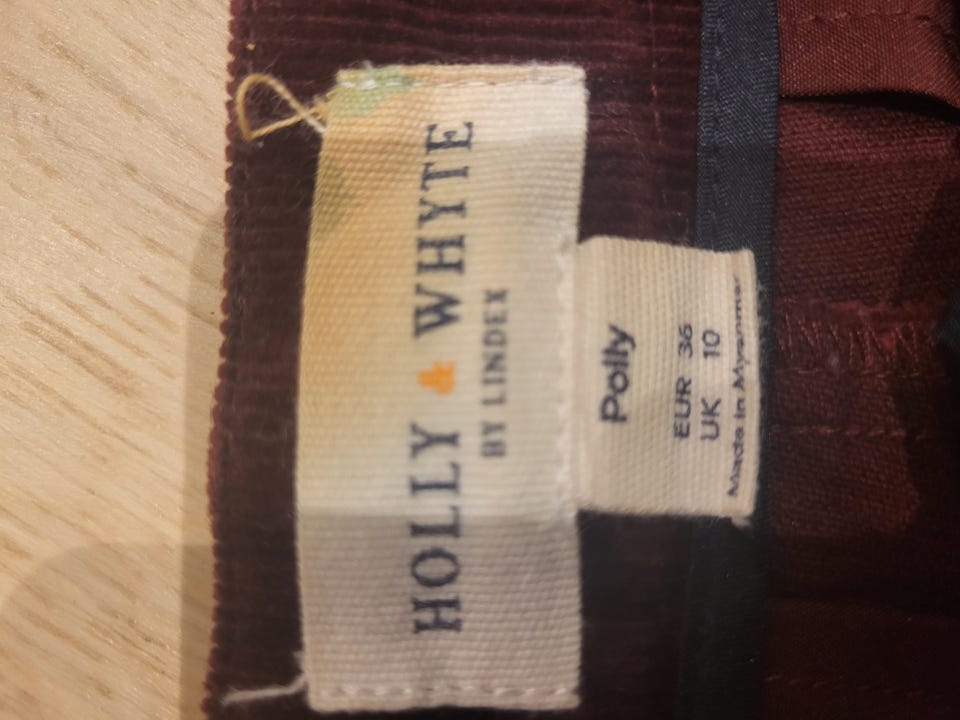 HOLLY & WHYTE
BY LINDEX
Polly
EUR 36
UK 10
Made in Myanmar